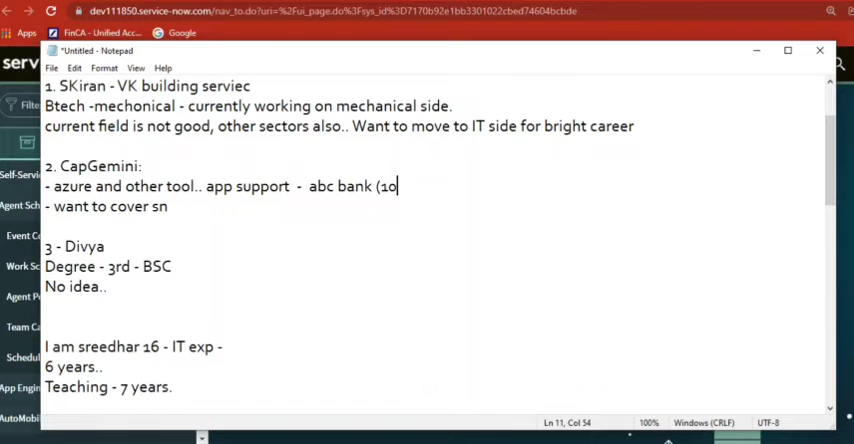 dev111850.service-now.com/nav_to.do?uri=%2Fui_page.do%3Fsys_id%3D7170b92e1bb3301022cbed74604bcbde
Apps FinCA - Unified Acc... Google
serv
*Untitled - Notepad
File Edit Format View Help
Filte
1. SKiran - VK building serviec
Btech -mechonical - currently working on mechanical side.
current field is not good, other sectors also.. Want to move to IT side for bright career
2. CapGemini:
- azure and other tool.. app support - abc bank (10
- want to cover sn
3 - Divya
Degree - 3rd - BSC
No idea..
I am sreedhar 16 - IT exp -
6 years..
Teaching - 7 years.
Self-Servic
Agent Sch
Event Co
Work Sc
Agent Po
Team Ca
Schedul
App Engin
AutoMobil
Ln 11, Col 54 100% Windows (CRLF) UTF-8